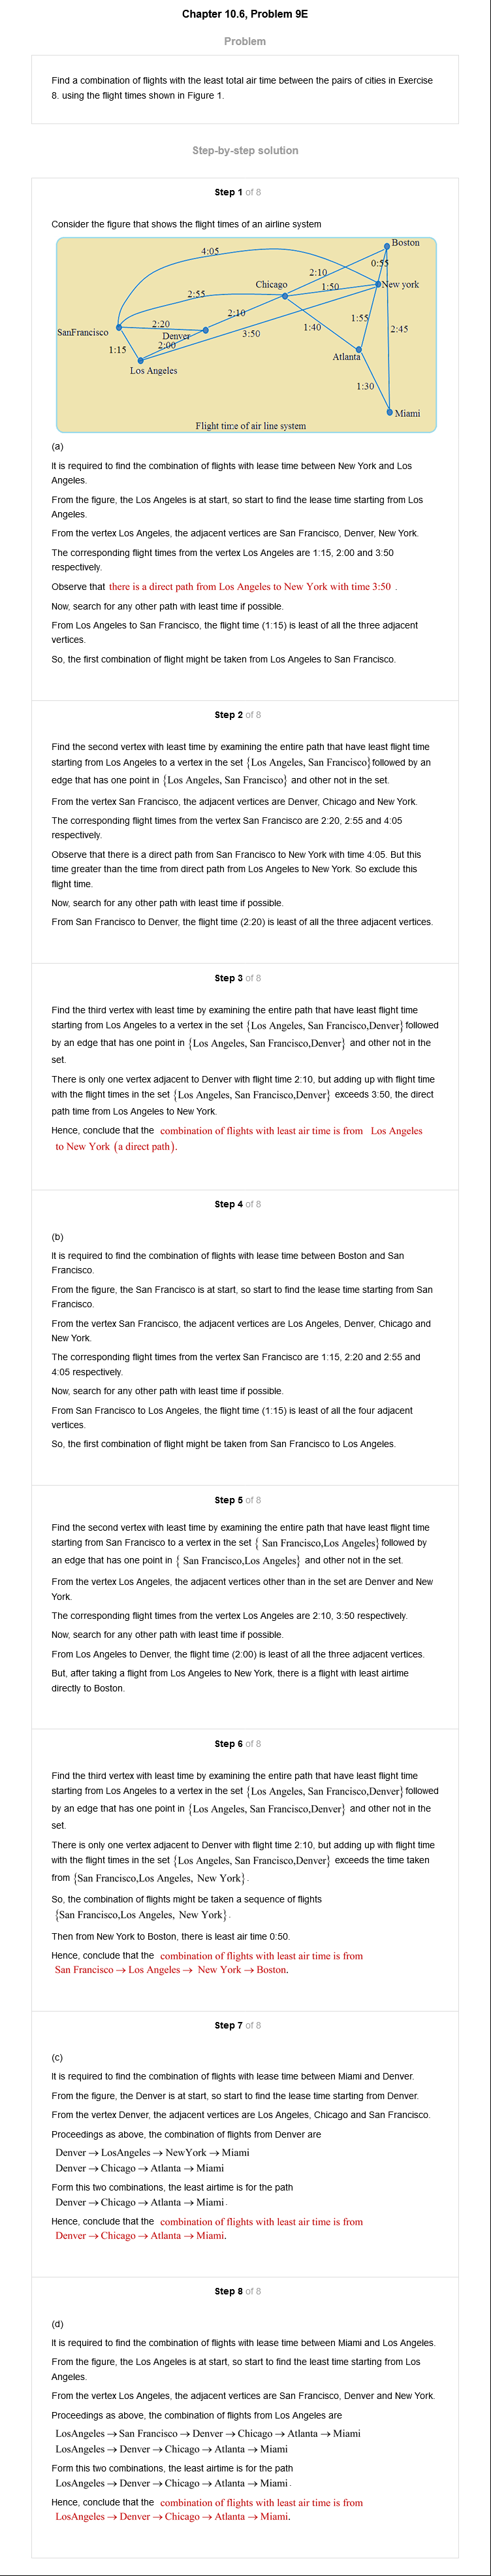 Chapter 10.6, Problem 9E
Problem
Find a combination of flights with the least total air time between the pairs of cities in Exercise
8. using the flight times shown in Figure 1.
Step-by-step solution
Step 1 of 8
Consider the figure that shows the flight times of an airline system
Boston
4:05
0:55
2:10
Chicago
1:50
New york
2:55
2:10
2:20
SanFrancisco
Denver
3:50
1:40
1:55
2:45
1:15
2:00
Atlanta
Los Angeles
1:30
Miami
Flight time of air line system
(a)
It is required to find the combination of flights with lease time between New York and Los
Angeles.
From the figure, the Los Angeles is at start, so start to find the lease time starting from Los
Angeles.
From the vertex Los Angeles, the adjacent vertices are San Francisco, Denver, New York.
The corresponding flight times from the vertex Los Angeles are 1:15, 2:00 and 3:50
respectively.
Observe that there is a direct path from Los Angeles to New York with time 3:50 .
Now, search for any other path with least time if possible.
From Los Angeles to San Francisco, the flight time (1:15) is least of all the three adjacent
vertices.
So, the first combination of flight might be taken from Los Angeles to San Francisco.
Step 2 of 8
Find the second vertex with least time by examining the entire path that have least flight time
starting from Los Angeles to a vertex in the set {Los Angeles, San Francisco} followed by an
edge that has one point in {Los Angeles, San Francisco} and other not in the set.
From the vertex San Francisco, the adjacent vertices are Denver, Chicago and New York.
The corresponding flight times from the vertex San Francisco are 2:20, 2:55 and 4:05
respectively.
Observe that there is a direct path from San Francisco to New York with time 4:05. But this
time greater than the time from direct path from Los Angeles to New York. So exclude this
flight time.
Now, search for any other path with least time if possible.
From San Francisco to Denver, the flight time (2:20) is least of all the three adjacent vertices.
Step 3 of 8
Find the third vertex with least time by examining the entire path that have least flight time
starting from Los Angeles to a vertex in the set {Los Angeles, San Francisco,Denver} followed
by an edge that has one point in {Los Angeles, San Francisco,Denver} and other not in the
set.
There is only one vertex adjacent to Denver with flight time 2:10, but adding up with flight time
with the flight times in the set {Los Angeles, San Francisco,Denver} exceeds 3:50, the direct
path time from Los Angeles to New York.
Hence, conclude that the combination of flights with least air time is from Los Angeles
to New York (a direct path).
Step 4 of 8
(b)
It is required to find the combination of flights with lease time between Boston and San
Francisco.
From the figure, the San Francisco is at start, so start to find the lease time starting from San
Francisco.
From the vertex San Francisco, the adjacent vertices are Los Angeles, Denver, Chicago and
New York.
The corresponding flight times from the vertex San Francisco are 1:15, 2:20 and 2:55 and
4:05 respectively.
Now, search for any other path with least time if possible.
From San Francisco to Los Angeles, the flight time (1:15) is least of all the four adjacent
vertices.
So, the first combination of flight might be taken from San Francisco to Los Angeles.
Step 5 of 8
Find the second vertex with least time by examining the entire path that have least flight time
starting from San Francisco to a vertex in the set { San Francisco,Los Angeles} followed by
an edge that has one point in { San Francisco,Los Angeles} and other not in the set.
From the vertex Los Angeles, the adjacent vertices other than in the set are Denver and New
York.
The corresponding flight times from the vertex Los Angeles are 2:10, 3:50 respectively.
Now, search for any other path with least time if possible.
From Los Angeles to Denver, the flight time (2:00) is least of all the three adjacent vertices.
But, after taking a flight from Los Angeles to New York, there is a flight with least airtime
directly to Boston.
Step 6 of 8
Find the third vertex with least time by examining the entire path that have least flight time
starting from Los Angeles to a vertex in the set {Los Angeles, San Francisco,Denver} followed
by an edge that has one point in {Los Angeles, San Francisco,Denver} and other not in the
set.
There is only one vertex adjacent to Denver with flight time 2:10, but adding up with flight time
with the flight times in the set {Los Angeles, San Francisco,Denver} exceeds the time taken
from {San Francisco,Los Angeles, New York}.
So, the combination of flights might be taken a sequence of flights
{San Francisco,Los Angeles, New York}.
Then from New York to Boston, there is least air time 0:50.
Hence, conclude that the combination of flights with least air time is from
San Francisco → Los Angeles → New York → Boston.
Step 7 of 8
(c)
It is required to find the combination of flights with lease time between Miami and Denver.
From the figure, the Denver is at start, so start to find the lease time starting from Denver.
From the vertex Denver, the adjacent vertices are Los Angeles, Chicago and San Francisco.
Proceedings as above, the combination of flights from Denver are
Denver → LosAngeles → NewYork → Miami
Denver → Chicago → Atlanta → Miami
Form this two combinations, the least airtime is for the path
Denver → Chicago → Atlanta → Miami.
Hence, conclude that the combination of flights with least air time is from
Denver → Chicago → Atlanta → Miami.
Step 8 of 8
(d)
It is required to find the combination of flights with lease time between Miami and Los Angeles.
From the figure, the Los Angeles is at start, so start to find the least time starting from Los
Angeles.
From the vertex Los Angeles, the adjacent vertices are San Francisco, Denver and New York.
Proceedings as above, the combination of flights from Los Angeles are
LosAngeles → San Francisco → Denver → Chicago → Atlanta → Miami
LosAngeles → Denver → Chicago → Atlanta → Miami
Form this two combinations, the least airtime is for the path
LosAngeles → Denver → Chicago → Atlanta → Miami.
Hence, conclude that the combination of flights with least air time is from
LosAngeles → Denver → Chicago → Atlanta → Miami.